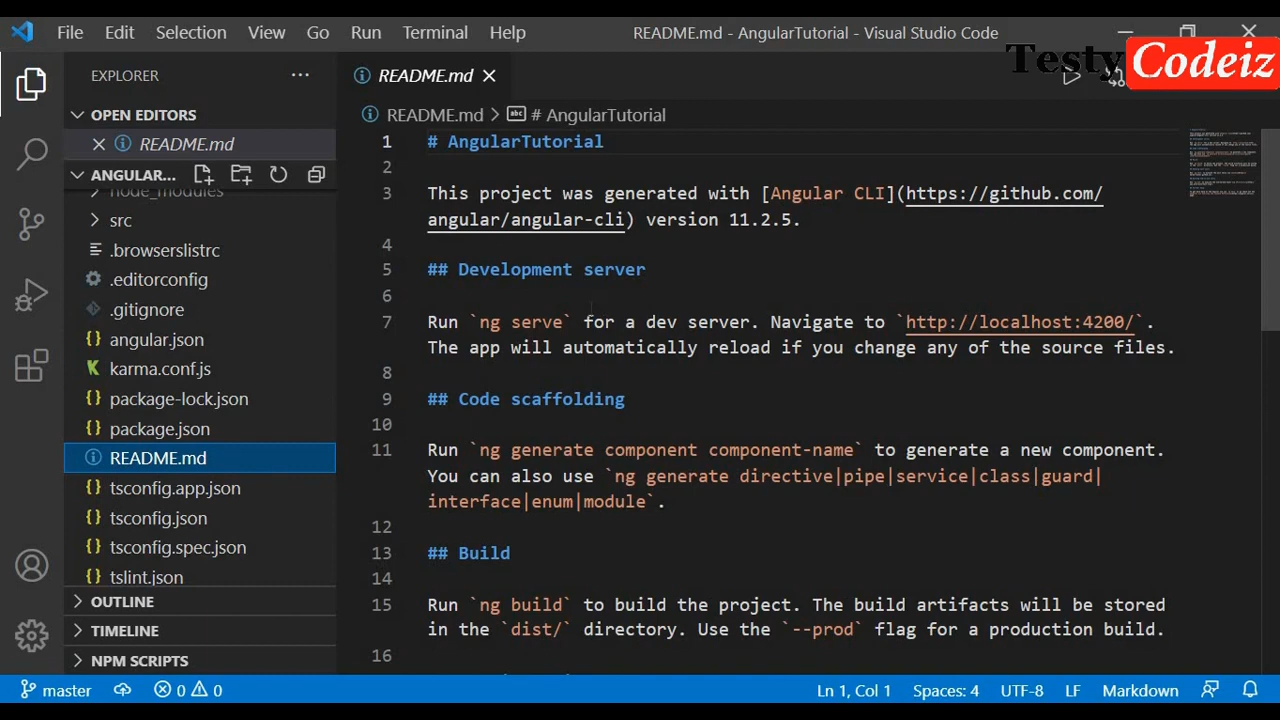 File Edit Selection View Go Run Terminal Help README.md - AngularTutorial - Visual Studio Code
Testy Codeiz
EXPLORER
README.md
OPEN EDITORS
README.md
ANGULAR...
node_modules
src
.browserslistrc
.editorconfig
.gitignore
angular.json
karma.conf.js
package-lock.json
package.json
README.md
tsconfig.app.json
tsconfig.json
tsconfig.spec.json
tslint.json
OUTLINE
TIMELINE
NPM SCRIPTS
README.md > # AngularTutorial
1 # AngularTutorial
2
3 This project was generated with [Angular CLI](https://github.com/
angular/angular-cli) version 11.2.5.
4
5 ## Development server
6
7 Run `ng serve` for a dev server. Navigate to `http://localhost:4200/`.
The app will automatically reload if you change any of the source files.
8
9 ## Code scaffolding
10
11 Run `ng generate component component-name` to generate a new component.
You can also use `ng generate directive|pipe|service|class|guard|
interface|enum|module`.
12
13 ## Build
14
15 Run `ng build` to build the project. The build artifacts will be stored
in the `dist/` directory. Use the `--prod` flag for a production build.
16
master 0 0 Ln 1, Col 1 Spaces: 4 UTF-8 LF Markdown